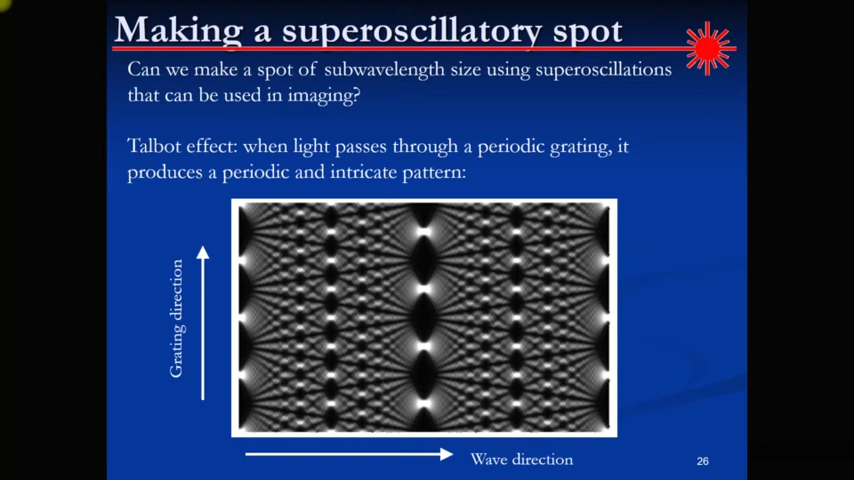 Making a superoscillatory spot
Can we make a spot of subwavelength size using superoscillations
that can be used in imaging?
Talbot effect: when light passes through a periodic grating, it
produces a periodic and intricate pattern:
Grating direction
Wave direction
26